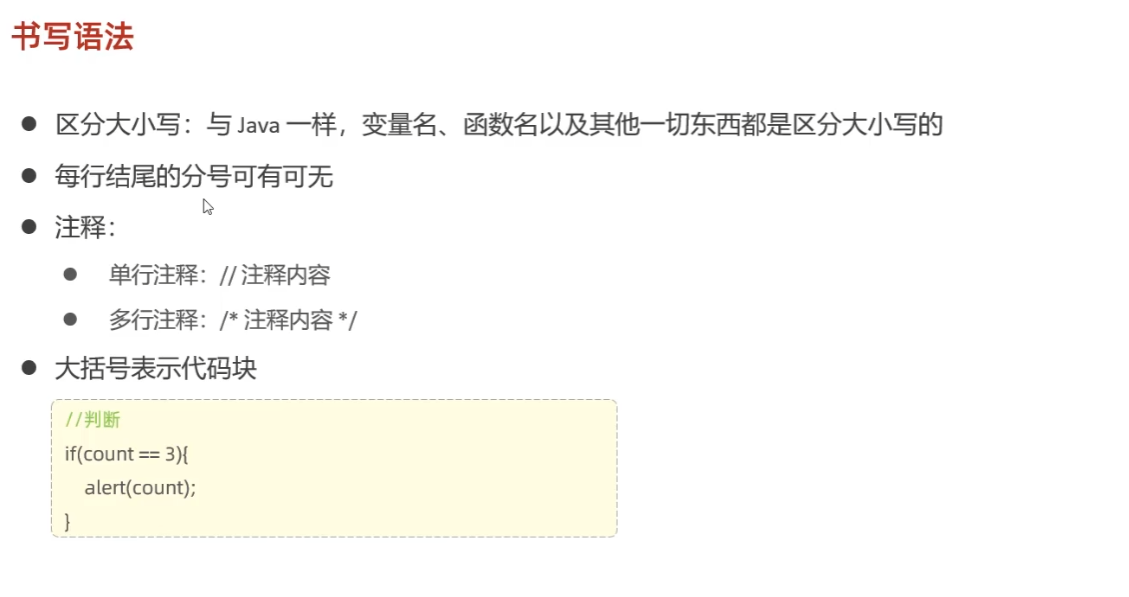 书写语法
区分大小写：与 Java 一样，变量名、函数名以及其他一切东西都是区分大小写的
每行结尾的分号可有可无
注释：
单行注释：// 注释内容
多行注释：/* 注释内容 */
大括号表示代码块
//判断
if(count == 3){
alert(count);
}